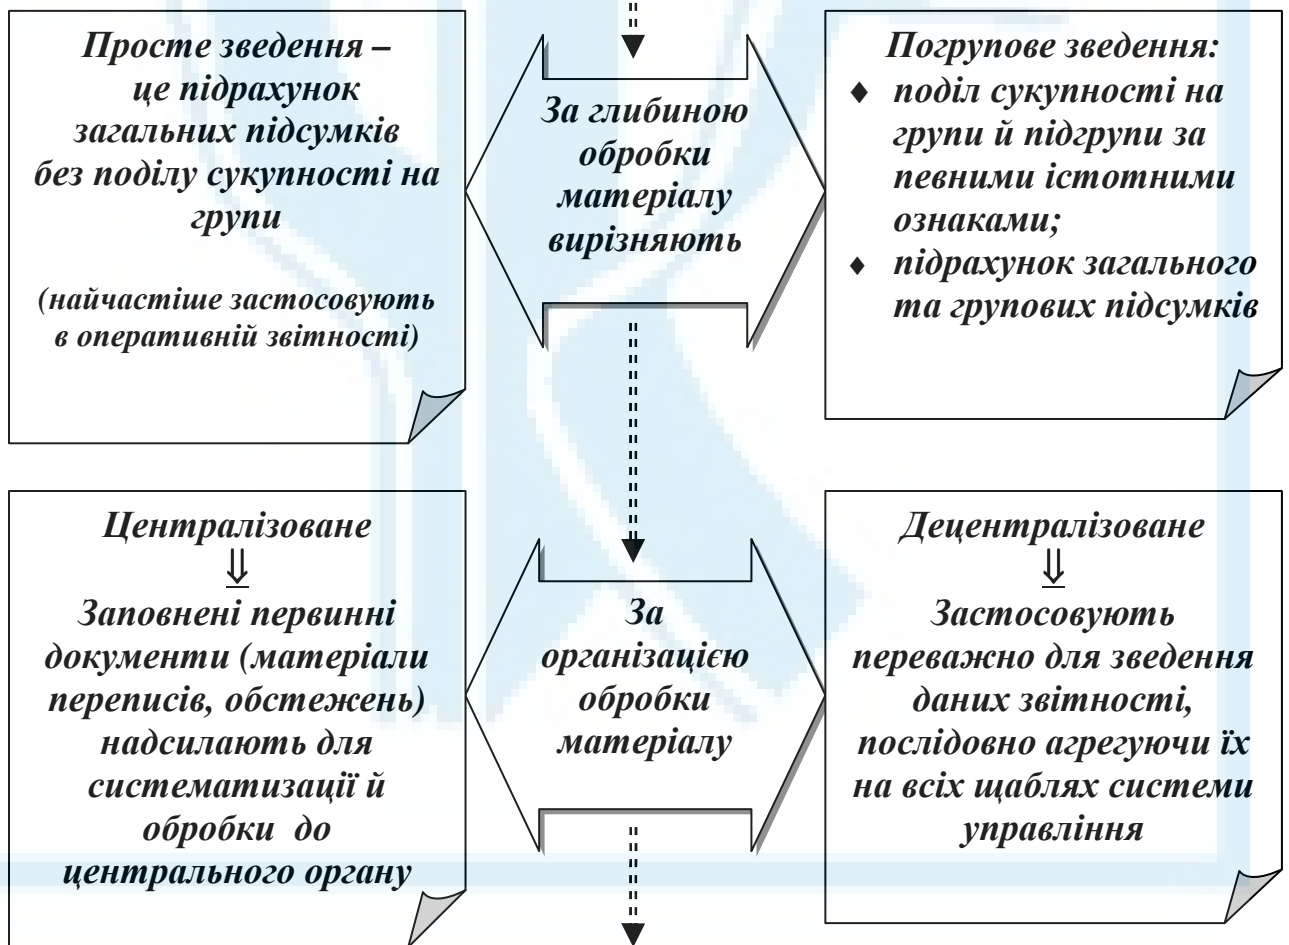 Просте зведення –
це підрахунок
загальних підсумків
без поділу сукупності на
групи
(найчастіше застосовують
в оперативній звітності)
За глибиною
обробки
матеріалу
вирізняють
Погрупове зведення:
♦ поділ сукупності на
групи й підгрупи за
певними істотними
ознаками;
♦ підрахунок загального
та групових підсумків
Централізоване
⇓
Заповнені первинні
документи (матеріали
переписів, обстежень)
надсилають для
систематизації й
обробки до
центрального органу
За
організацією
обробки
матеріалу
Децентралізоване
⇓
Застосовують
переважно для зведення
даних звітності,
послідовно агрегуючи їх
на всіх щаблях системи
управління